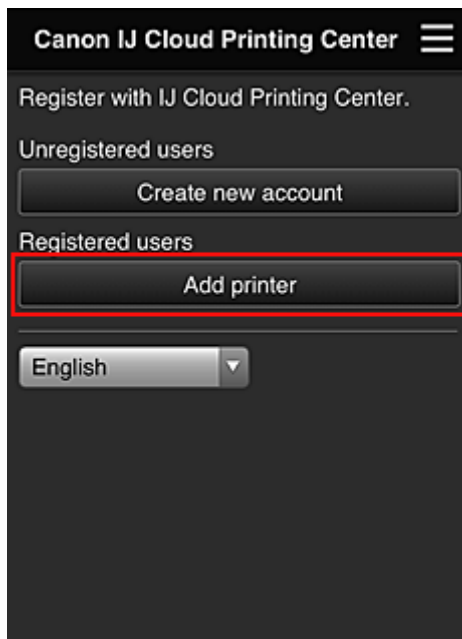 Canon IJ Cloud Printing Center
Register with IJ Cloud Printing Center.
Unregistered users
Create new account
Registered users
Add printer
English